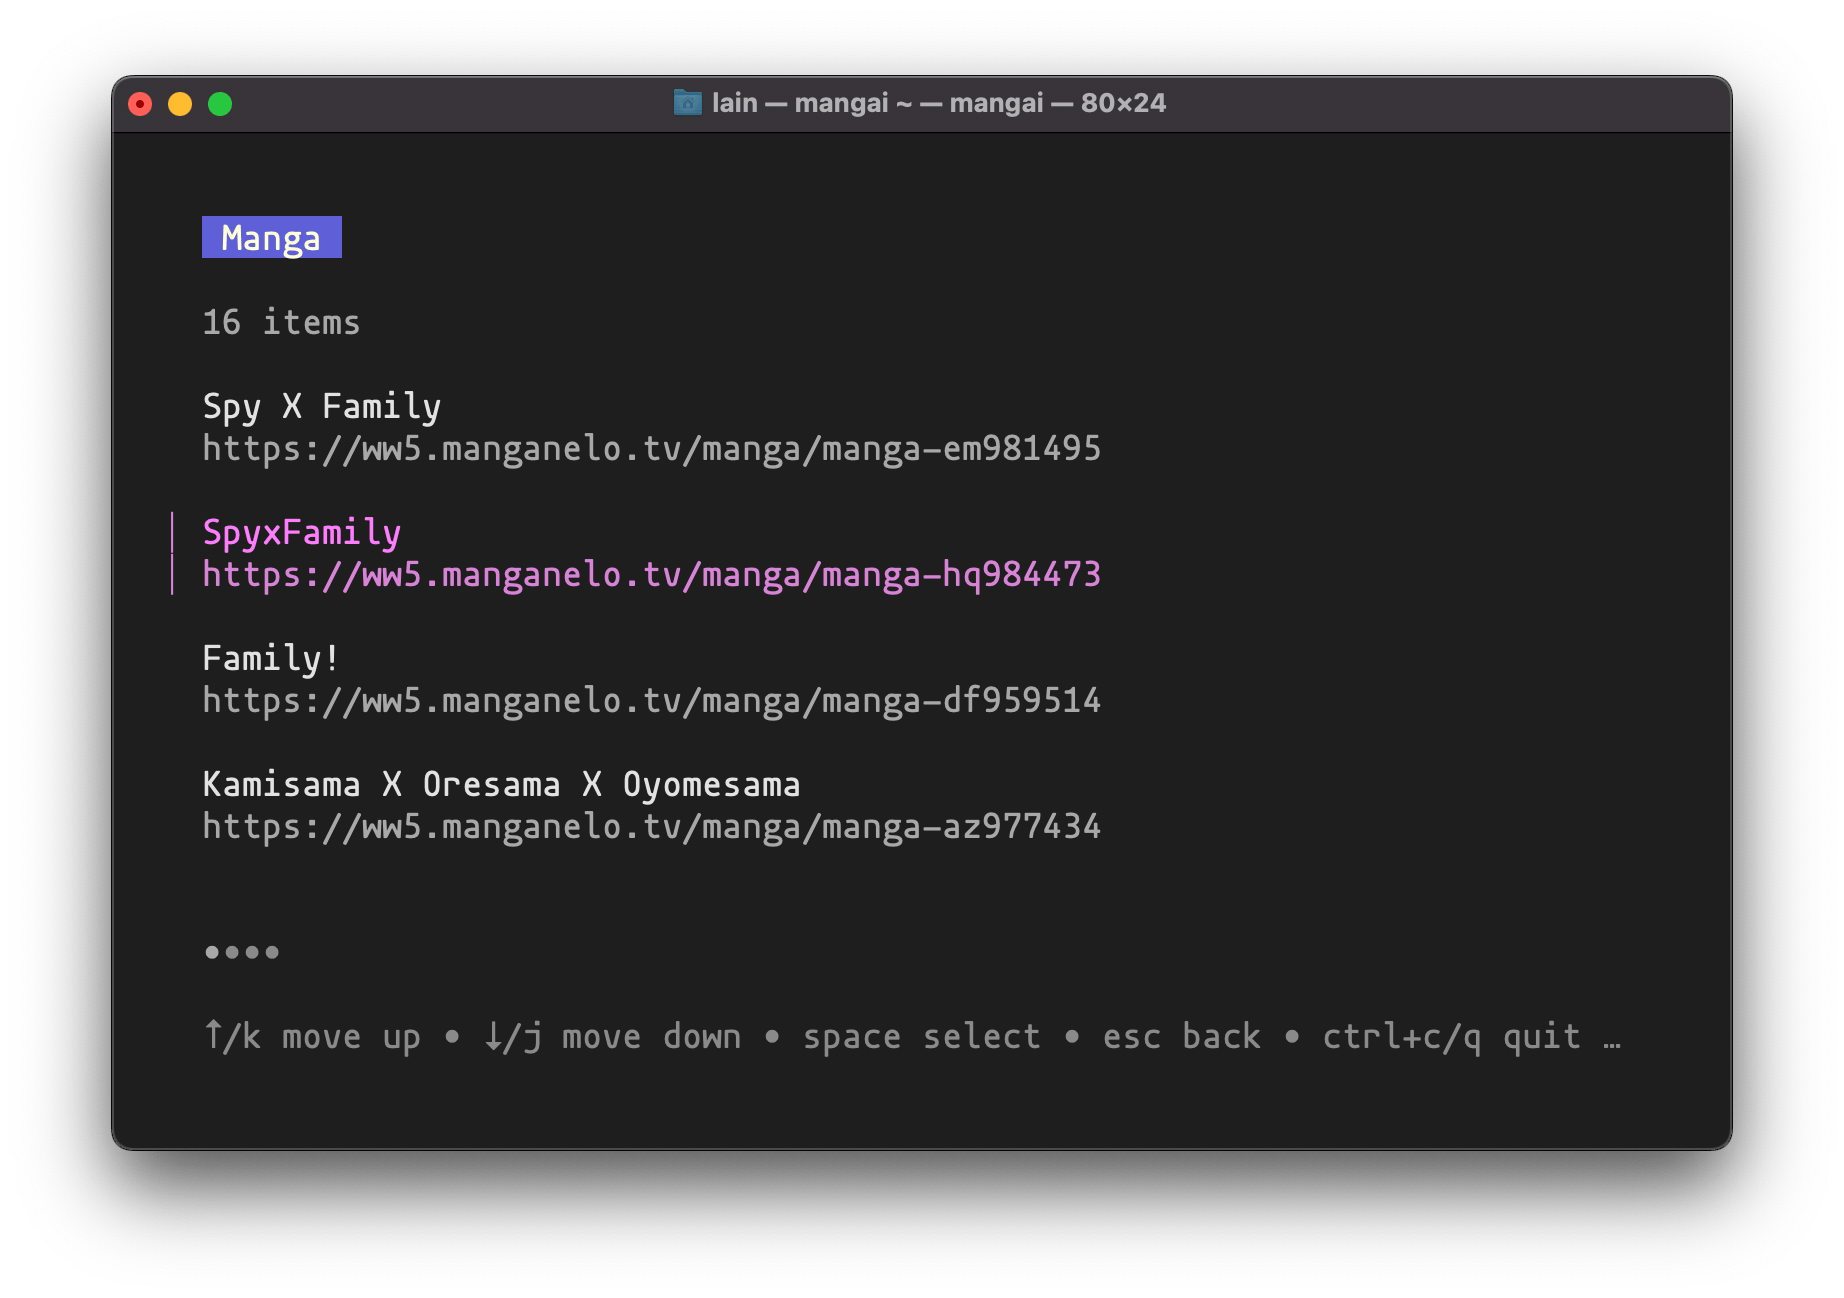 lain — mangai ~ — mangai — 80×24
Manga
16 items
Spy X Family
https://ww5.manganelo.tv/manga/manga-em981495
SpyxFamily
https://ww5.manganelo.tv/manga/manga-hq984473
Family!
https://ww5.manganelo.tv/manga/manga-df959514
Kamisama X Oresama X Oyomesama
https://ww5.manganelo.tv/manga/manga-az977434
••••
↑/k move up • ↓/j move down • space select • esc back • ctrl+c/q quit …